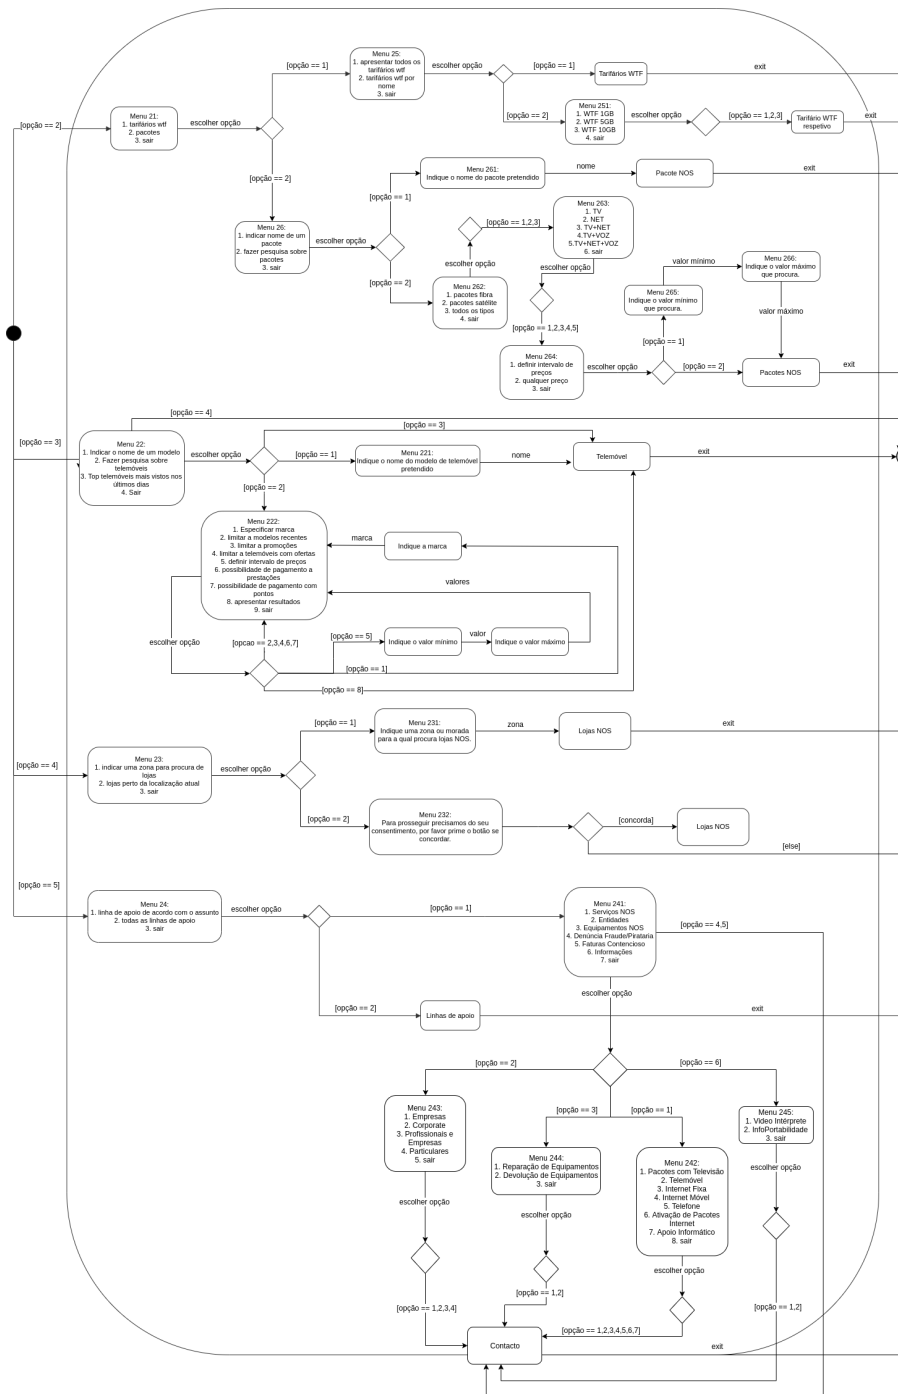 Menu 25:
1. apresentar todos os
tarifários wtf
2. tarifários wtf por
nome
3. sair
[opção == 1]
escolher opção
[opção == 1]
Tarifários WTF
exit
[opção == 2]
Menu 21:
1. tarifários wtf
2. pacotes
3. sair
escolher opção
[opção == 2]
Menu 251:
1. WTF 1GB
2. WTF 5GB
3. WTF 10GB
4. sair
escolher opção
[opção == 1,2,3]
Tarifário WTF
respetivo
exit
[opção == 2]
Menu 261:
Indique o nome do pacote pretendido
nome
Pacote NOS
exit
[opção == 1]
Menu 26:
1. indicar nome de um
pacote
2. fazer pesquisa sobre
pacotes
3. sair
escolher opção
[opção == 1,2,3]
Menu 263:
1. TV
2. NET
3. TV+NET
4.TV+VOZ
5.TV+NET+VOZ
6. sair
escolher opção
escolher opção
[opção == 2]
Menu 262:
1. pacotes fibra
2. pacotes satélite
3. todos os tipos
4. sair
valor mínimo
Menu 266:
Indique o valor máximo
que procura.
Menu 265:
Indique o valor mínimo
que procura.
valor máximo
[opção == 1,2,3,4,5]
[opção == 1]
Menu 264:
1. definir intervalo de
preços
2. qualquer preço
3. sair
escolher opção
[opção == 2]
Pacotes NOS
exit
[opção == 4]
[opção == 3]
[opção == 3]
Menu 22:
1. Indicar o nome de um modelo
2. Fazer pesquisa sobre
telemóveis
3. Top telemóveis mais vistos nos
últimos dias
4. Sair
escolher opção
[opção == 1]
Menu 221:
Indique o nome do modelo de telemóvel
pretendido
nome
Telemóvel
exit
[opção == 2]
Menu 222:
1. Especificar marca
2. limitar a modelos recentes
3. limitar a promoções
4. limitar a telemóveis com ofertas
5. definir intervalo de preços
6. possibilidade de pagamento a
prestações
7. possibilidade de pagamento com
pontos
8. apresentar resultados
9. sair
marca
Indique a marca
valores
escolher opção
[opcao == 2,3,4,6,7]
[opção == 5]
Indique o valor mínimo
valor
Indique o valor máximo
[opção == 1]
[opção == 8]
[opção == 1]
Menu 231:
Indique uma zona ou morada
para a qual procura lojas NOS.
zona
Lojas NOS
exit
[opção == 4]
Menu 23:
1. indicar uma zona para procura de
lojas
2. lojas perto da localização atual
3. sair
escolher opção
[opção == 2]
Menu 232:
Para prosseguir precisamos do seu
consentimento, por favor prime o botão se
concordar.
[concorda]
Lojas NOS
[else]
[opção == 5]
Menu 24:
1. linha de apoio de acordo com o assunto
2. todas as linhas de apoio
3. sair
escolher opção
[opção == 1]
Menu 241:
1. Serviços NOS
2. Entidades
3. Equipamentos NOS
4. Denúncia Fraude/Pirataria
5. Faturas Contencioso
6. Informações
7. sair
[opção == 4,5]
escolher opção
[opção == 2]
Linhas de apoio
exit
[opção == 2]
[opção == 6]
[opção == 3]
[opção == 1]
Menu 243:
1. Empresas
2. Corporate
3. Profissionais e
Empresas
4. Particulares
5. sair
Menu 244:
1. Reparação de Equipamentos
2. Devolução de Equipamentos
3. sair
Menu 242:
1. Pacotes com Televisão
2. Telemóvel
3. Internet Fixa
4. Internet Móvel
5. Telefone
6. Ativação de Pacotes
Internet
7. Apoio Informático
8. sair
Menu 245:
1. Video Intérprete
2. InfoPortabilidade
3. sair
escolher opção
escolher opção
escolher opção
escolher opção
[opção == 1,2,3,4]
[opção == 1,2]
[opção == 1,2,3,4,5,6,7]
[opção == 1,2]
Contacto
exit